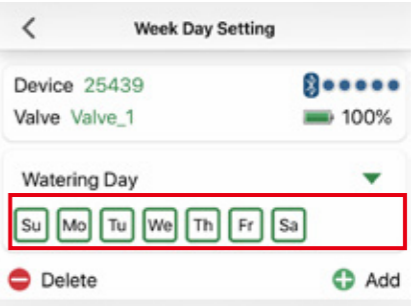 Week Day Setting
Device 25439
Valve Valve_1 100%
Watering Day
Su Mo Tu We Th Fr Sa
Delete Add